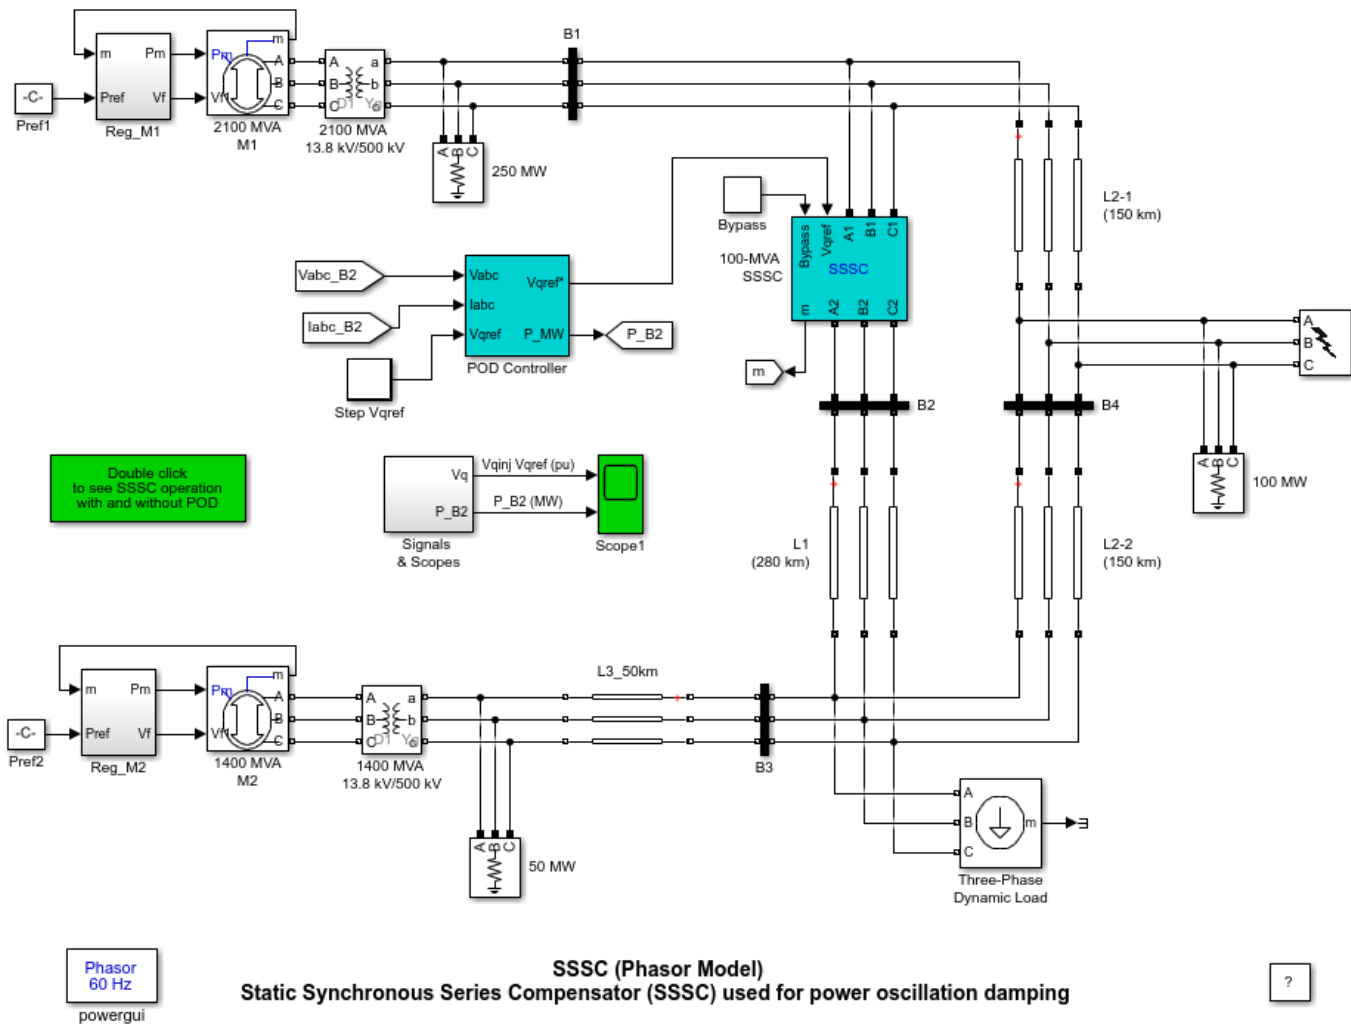 B1
m
Pm
Pref
Vf
-C-
Pref1
Reg_M1
Pm
m
A
B
C
Vf1
2100 MVA
M1
A
B
C
a
b
c
D1
Yg
2100 MVA
13.8 kV/500 kV
A
B
C
250 MW
Bypass
100-MVA
SSSC
Bypass
Vqref
A1
B1
C1
SSSC
m
A2
B2
C2
L2-1
(150 km)
Vabc_B2
Iabc_B2
Vabc
Iabc
Vqref
Vqref*
P_MW
P_B2
POD Controller
Step Vqref
m
A
B
C
B2
B4
A
B
C
100 MW
Double click
to see SSSC operation
with and without POD
Vq
P_B2
Vqinj Vqref (pu)
P_B2 (MW)
Signals
& Scopes
Scope1
L1
(280 km)
L2-2
(150 km)
m
Pm
Pref
Vf
-C-
Pref2
Reg_M2
Pm
m
A
B
C
Vf1
1400 MVA
M2
A
B
C
a
b
c
D1
Yg
1400 MVA
13.8 kV/500 kV
L3_50km
B3
A
B
C
50 MW
A
B
C
m
Three-Phase
Dynamic Load
Phasor
60 Hz
powergui
SSSC (Phasor Model)
Static Synchronous Series Compensator (SSSC) used for power oscillation damping
?